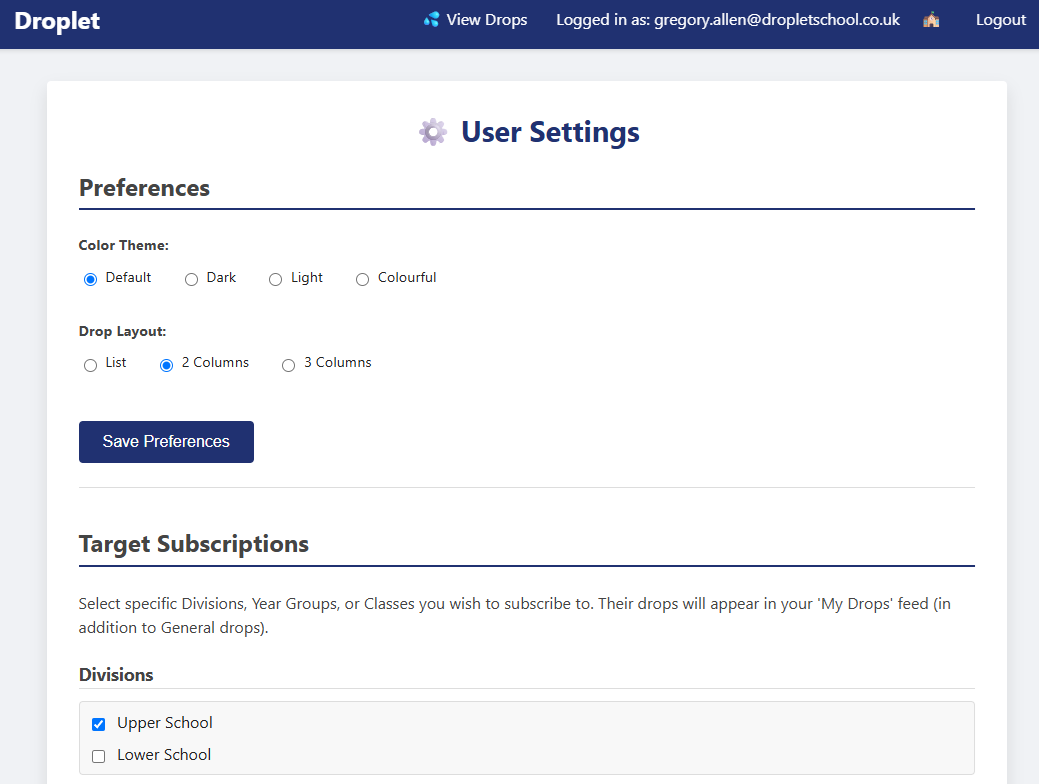 Droplet
View Drops Logged in as: gregory.allen@dropletschool.co.uk Logout
User Settings
Preferences
Color Theme:
Default Dark Light Colourful
Drop Layout:
List 2 Columns 3 Columns
Save Preferences
Target Subscriptions
Select specific Divisions, Year Groups, or Classes you wish to subscribe to. Their drops will appear in your 'My Drops' feed (in
addition to General drops).
Divisions
Upper School
Lower School